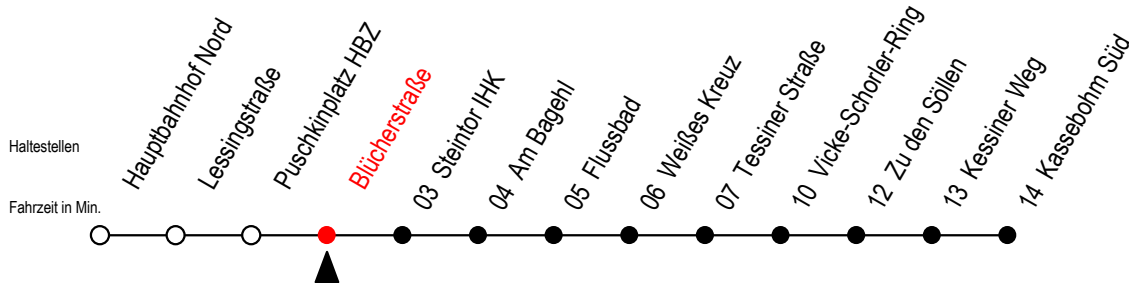 Haltestellen
Fahrzeit in Min.
Hauptbahnhof Nord
Lessingstraße
Puschkinplatz HBZ
Blücherstraße
03 Steintor IHK
04 Am Bagehl
05 Flussbad
06 Weißes Kreuz
07 Tessiner Straße
10 Vicke-Schorler-Ring
12 Zu den Söllen
13 Kessiner Weg
14 Kassebohm Süd